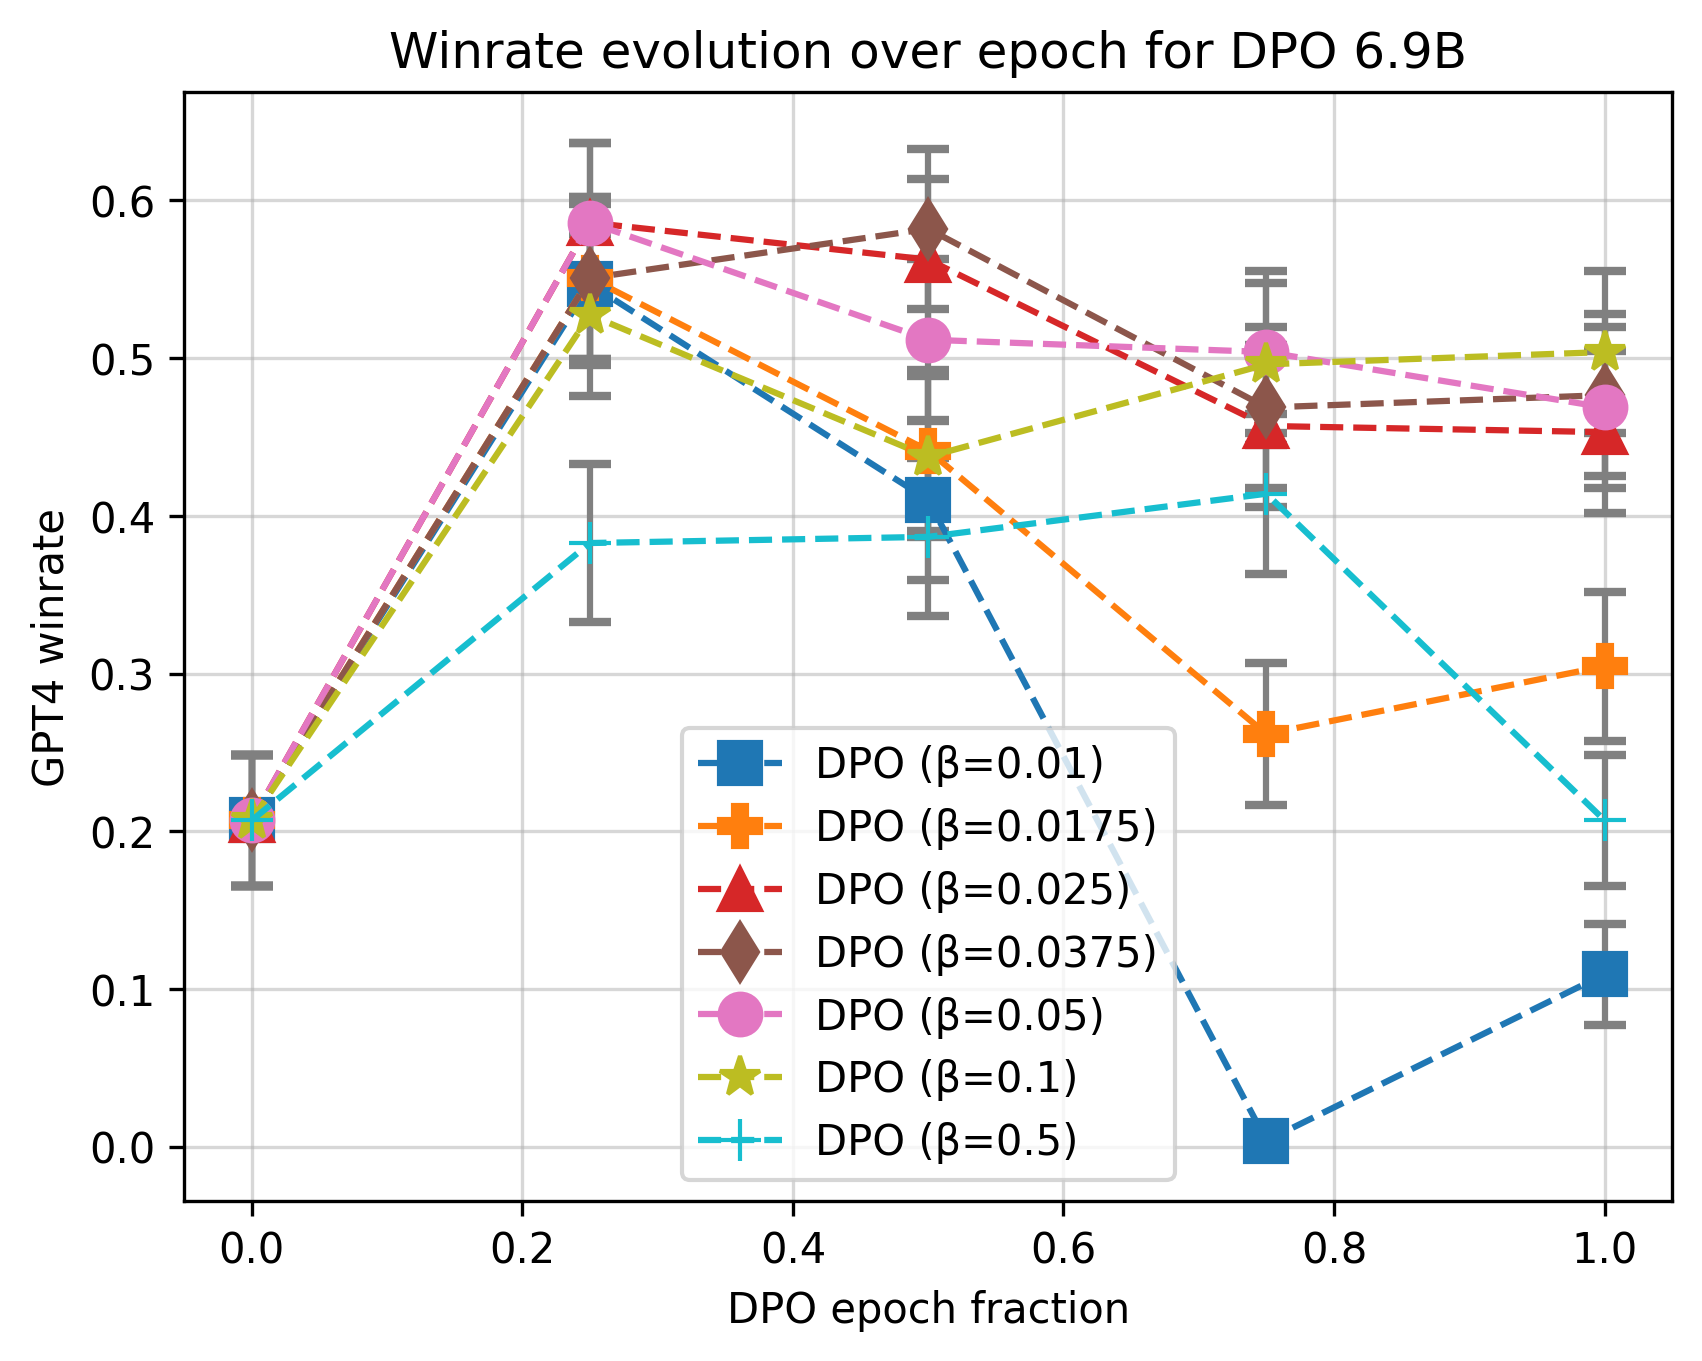 Winrate evolution over epoch for DPO 6.9B
GPT4 winrate
0.6
0.5
0.4
0.3
0.2
0.1
0.0
DPO (β=0.01)
DPO (β=0.0175)
DPO (β=0.025)
DPO (β=0.0375)
DPO (β=0.05)
DPO (β=0.1)
DPO (β=0.5)
0.0 0.2 0.4 0.6 0.8 1.0
DPO epoch fraction